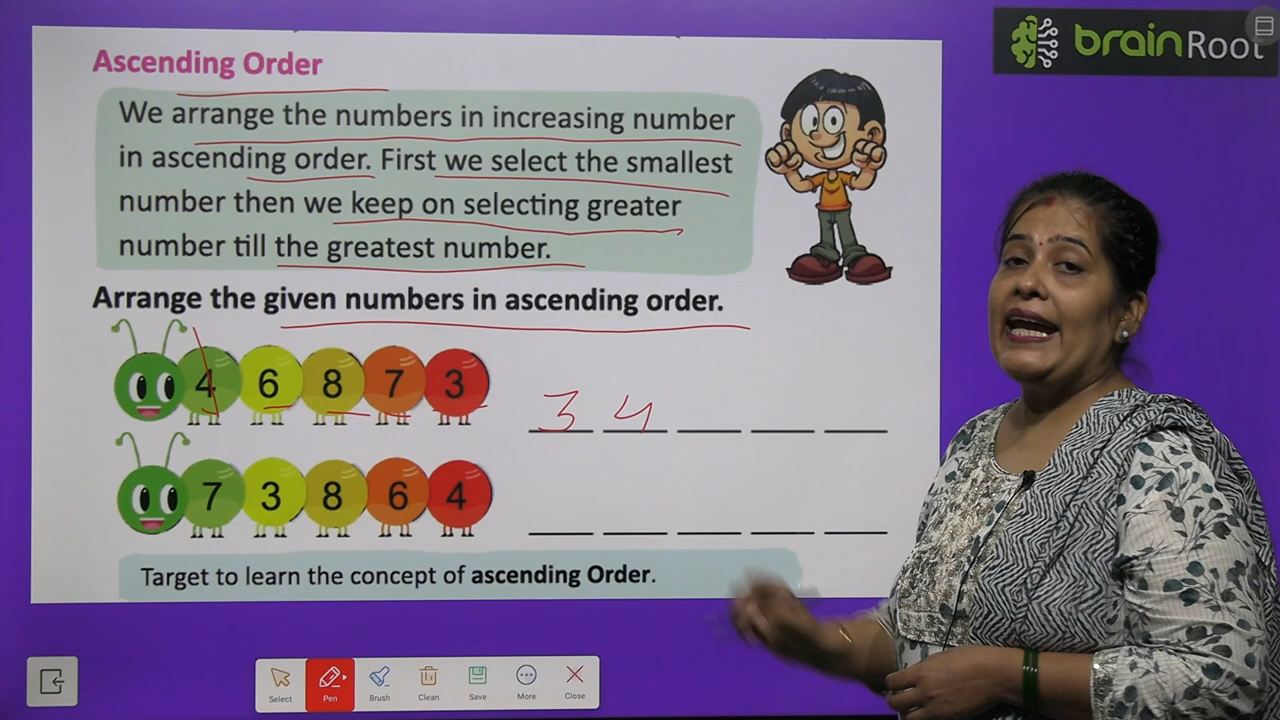 brainRoot
Ascending Order
We arrange the numbers in increasing number
in ascending order. First we select the smallest
number then we keep on selecting greater
number till the greatest number.
Arrange the given numbers in ascending order.
4 6 8 7 3 3 4
7 3 8 6 4
Target to learn the concept of ascending Order.
Select Pen Brush Clean Save More Close